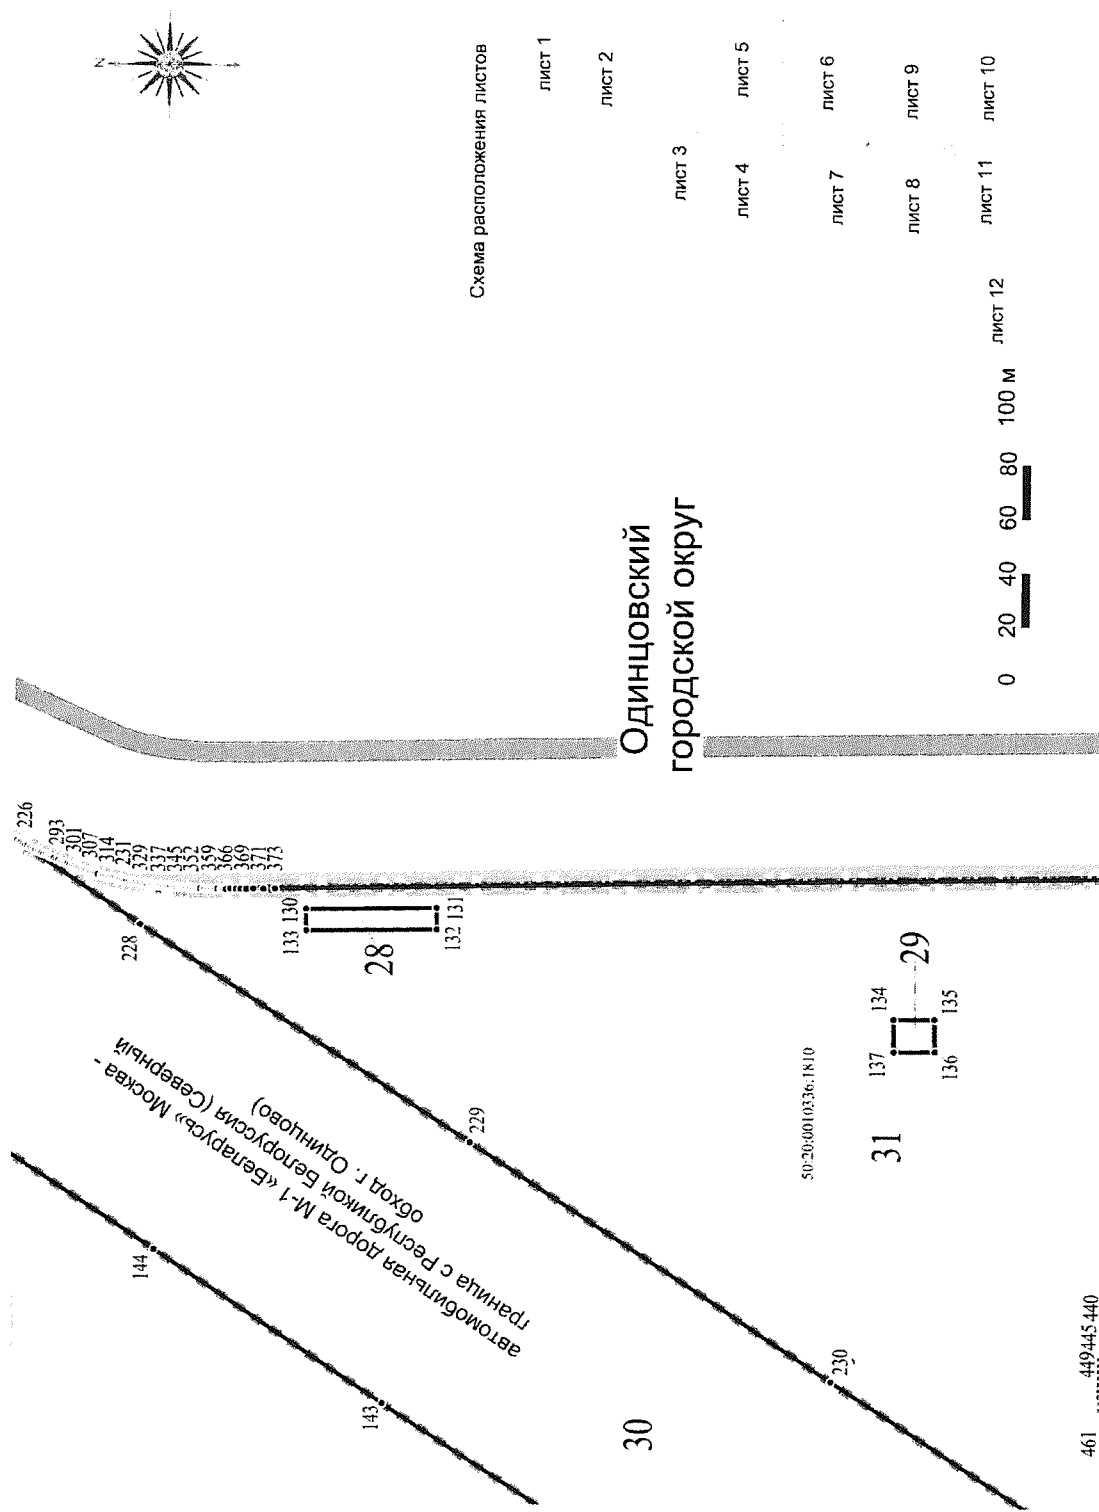 N
Схема расположения листов
лист 1
лист 2
лист 3
лист 5
лист 4
лист 6
лист 7
лист 9
лист 8
лист 10
лист 11
лист 12
0 20 40 60 80 100 м
Одинцовский
городской округ
226
293
301
307
314
231
329
337
345
352
359
366
369
371
373
228
133 130
28
132 131
229
автомобильная дорога М-1 «Беларусь» Москва -
граница с Республикой Белоруссия (Северный
обход г. Одинцово)
144
143
50:20:0010336:1810
137 134
29
136 135
31
230
30
461 449 445 440